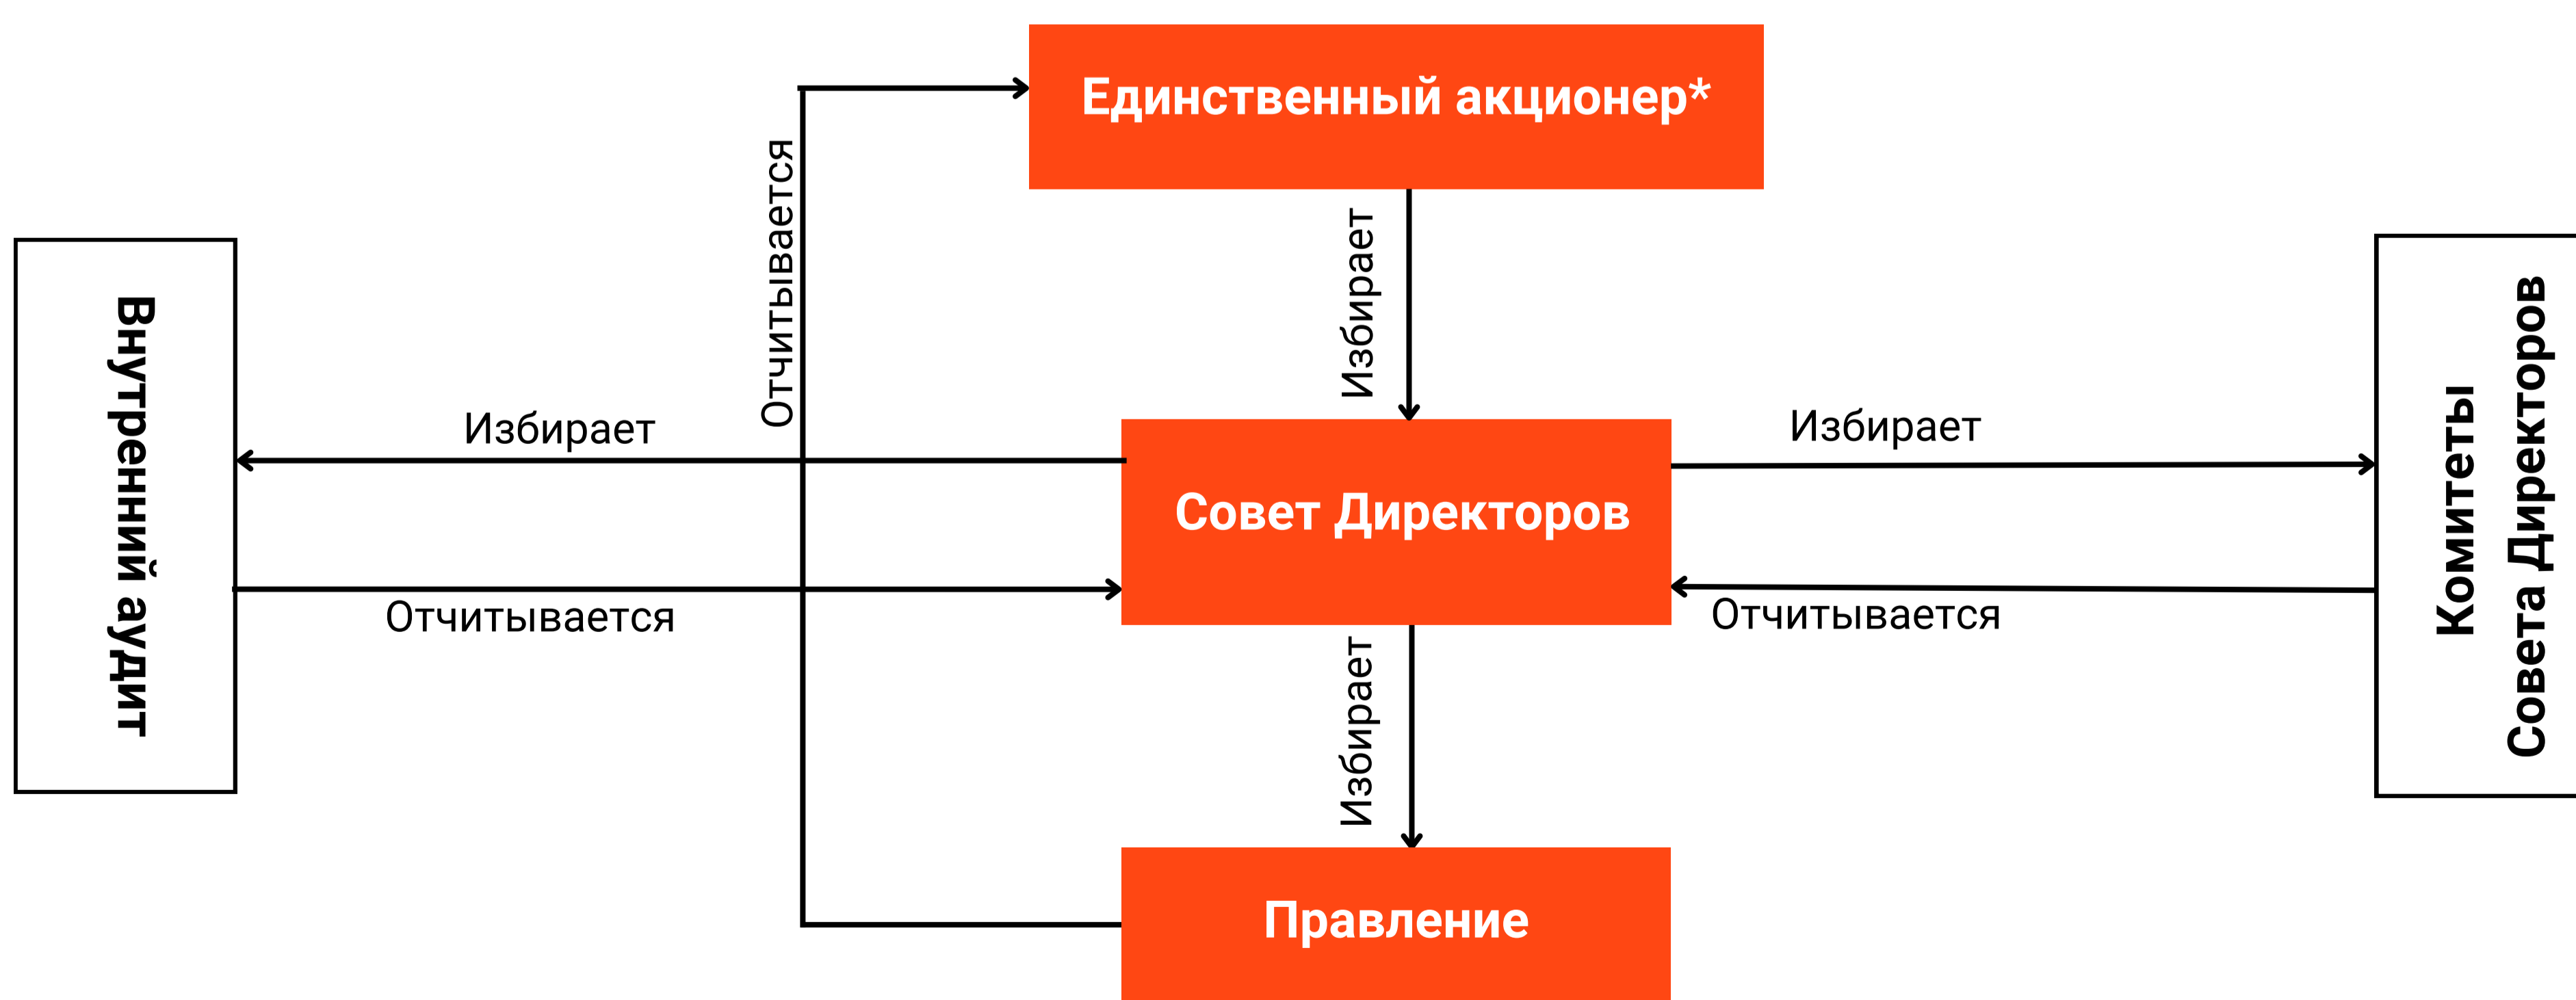 Единственный акционер*
Отчитывается
Избирает
Внутренний аудит
Избирает
Отчитывается
Совет Директоров
Избирает
Отчитывается
Комитеты
Совета Директоров
Избирает
Правление